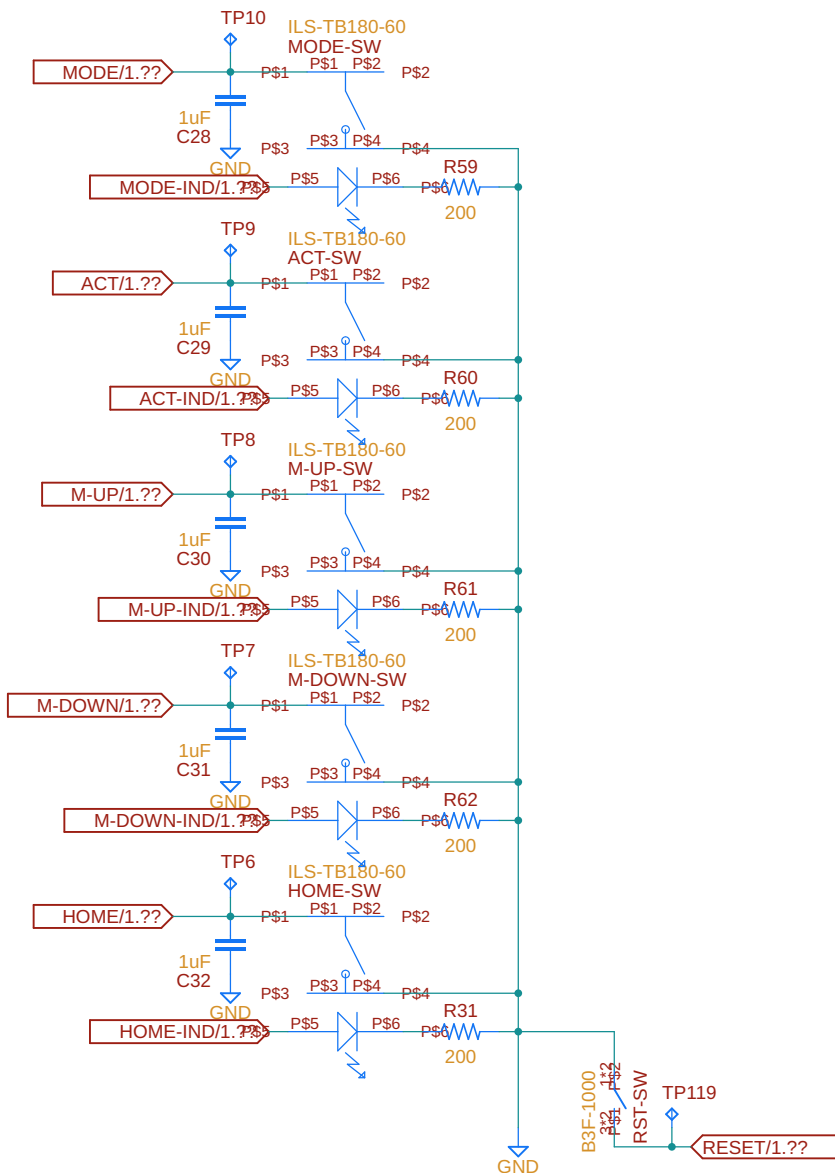 TP10
ILS-TB180-60
MODE-SW
MODE/1.??
P$1
P$1
P$2
P$2
1uF
C28
P$3
P$3
P$4
P$4
GND
R59
MODE-IND/1.??
P$5
P$5
P$6
P$6
200
TP9
ILS-TB180-60
ACT-SW
ACT/1.??
P$1
P$1
P$2
P$2
1uF
C29
P$3
P$3
P$4
P$4
GND
R60
ACT-IND/1.??
P$5
P$5
P$6
P$6
200
TP8
ILS-TB180-60
M-UP-SW
M-UP/1.??
P$1
P$1
P$2
P$2
1uF
C30
P$3
P$3
P$4
P$4
GND
R61
M-UP-IND/1.??
P$5
P$5
P$6
P$6
200
TP7
ILS-TB180-60
M-DOWN-SW
M-DOWN/1.??
P$1
P$1
P$2
P$2
1uF
C31
P$3
P$3
P$4
P$4
GND
R62
M-DOWN-IND/1.??
P$5
P$5
P$6
P$6
200
TP6
ILS-TB180-60
HOME-SW
HOME/1.??
P$1
P$1
P$2
P$2
1uF
C32
P$3
P$3
P$4
P$4
GND
R31
HOME-IND/1.??
P$5
P$5
P$6
P$6
200
B3F-1000
1*2
P$2
3*2
P$1
RST-SW
TP119
RESET/1.??
GND